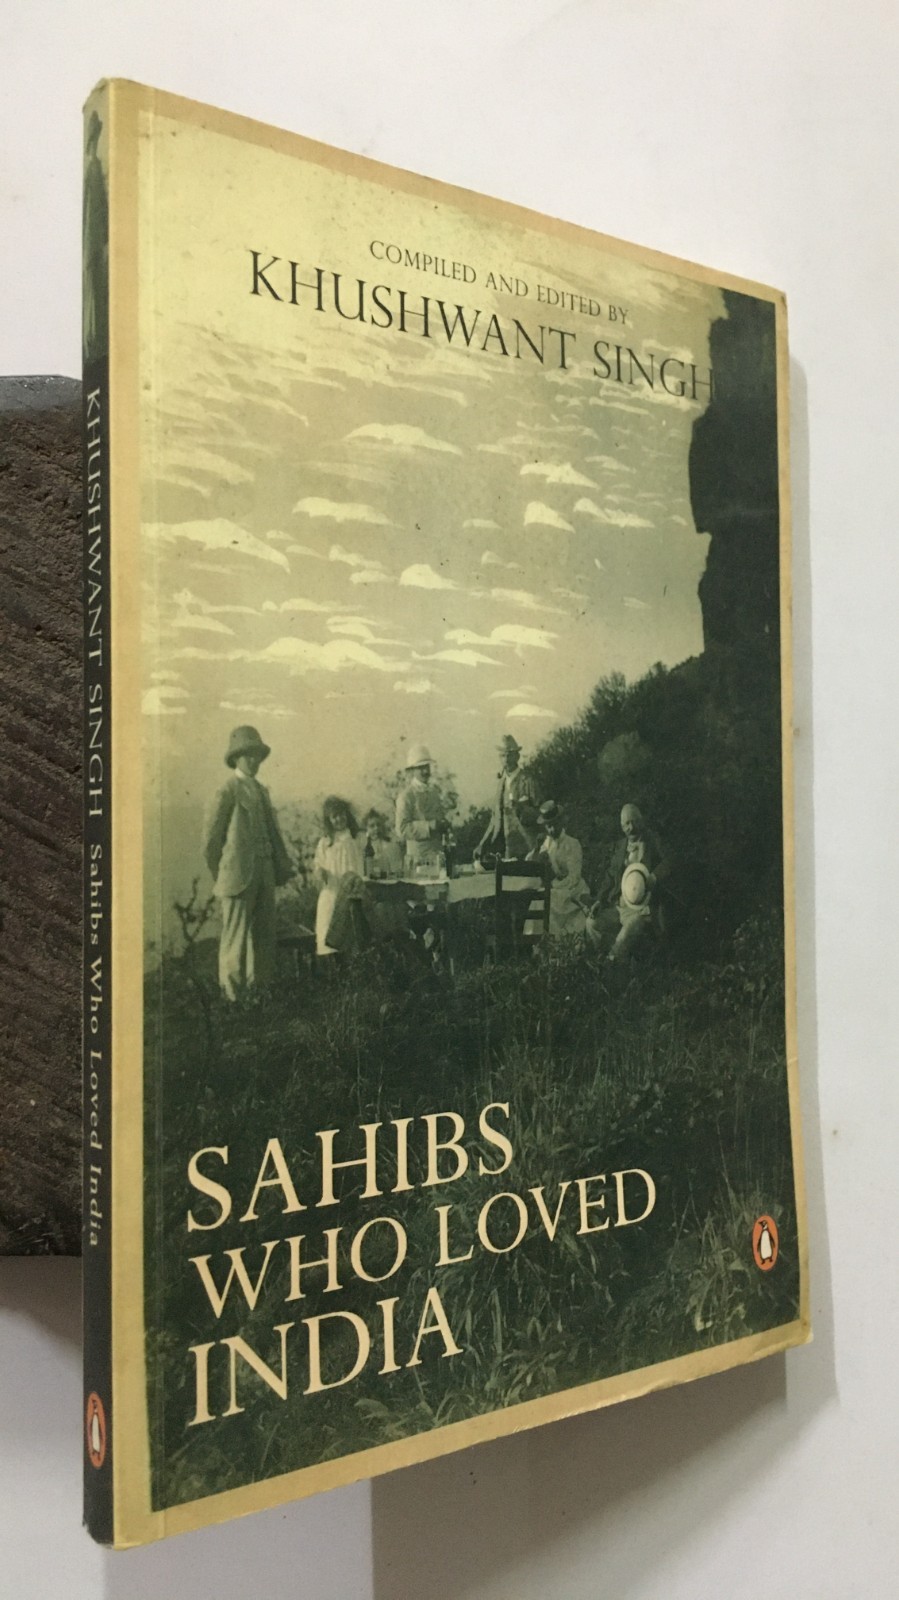 COMPILED AND EDITED BY
KHUSHWANT SINGH
SAHIBS
WHO LOVED
INDIA
KHUSHWANT SINGH Sahibs Who Loved India